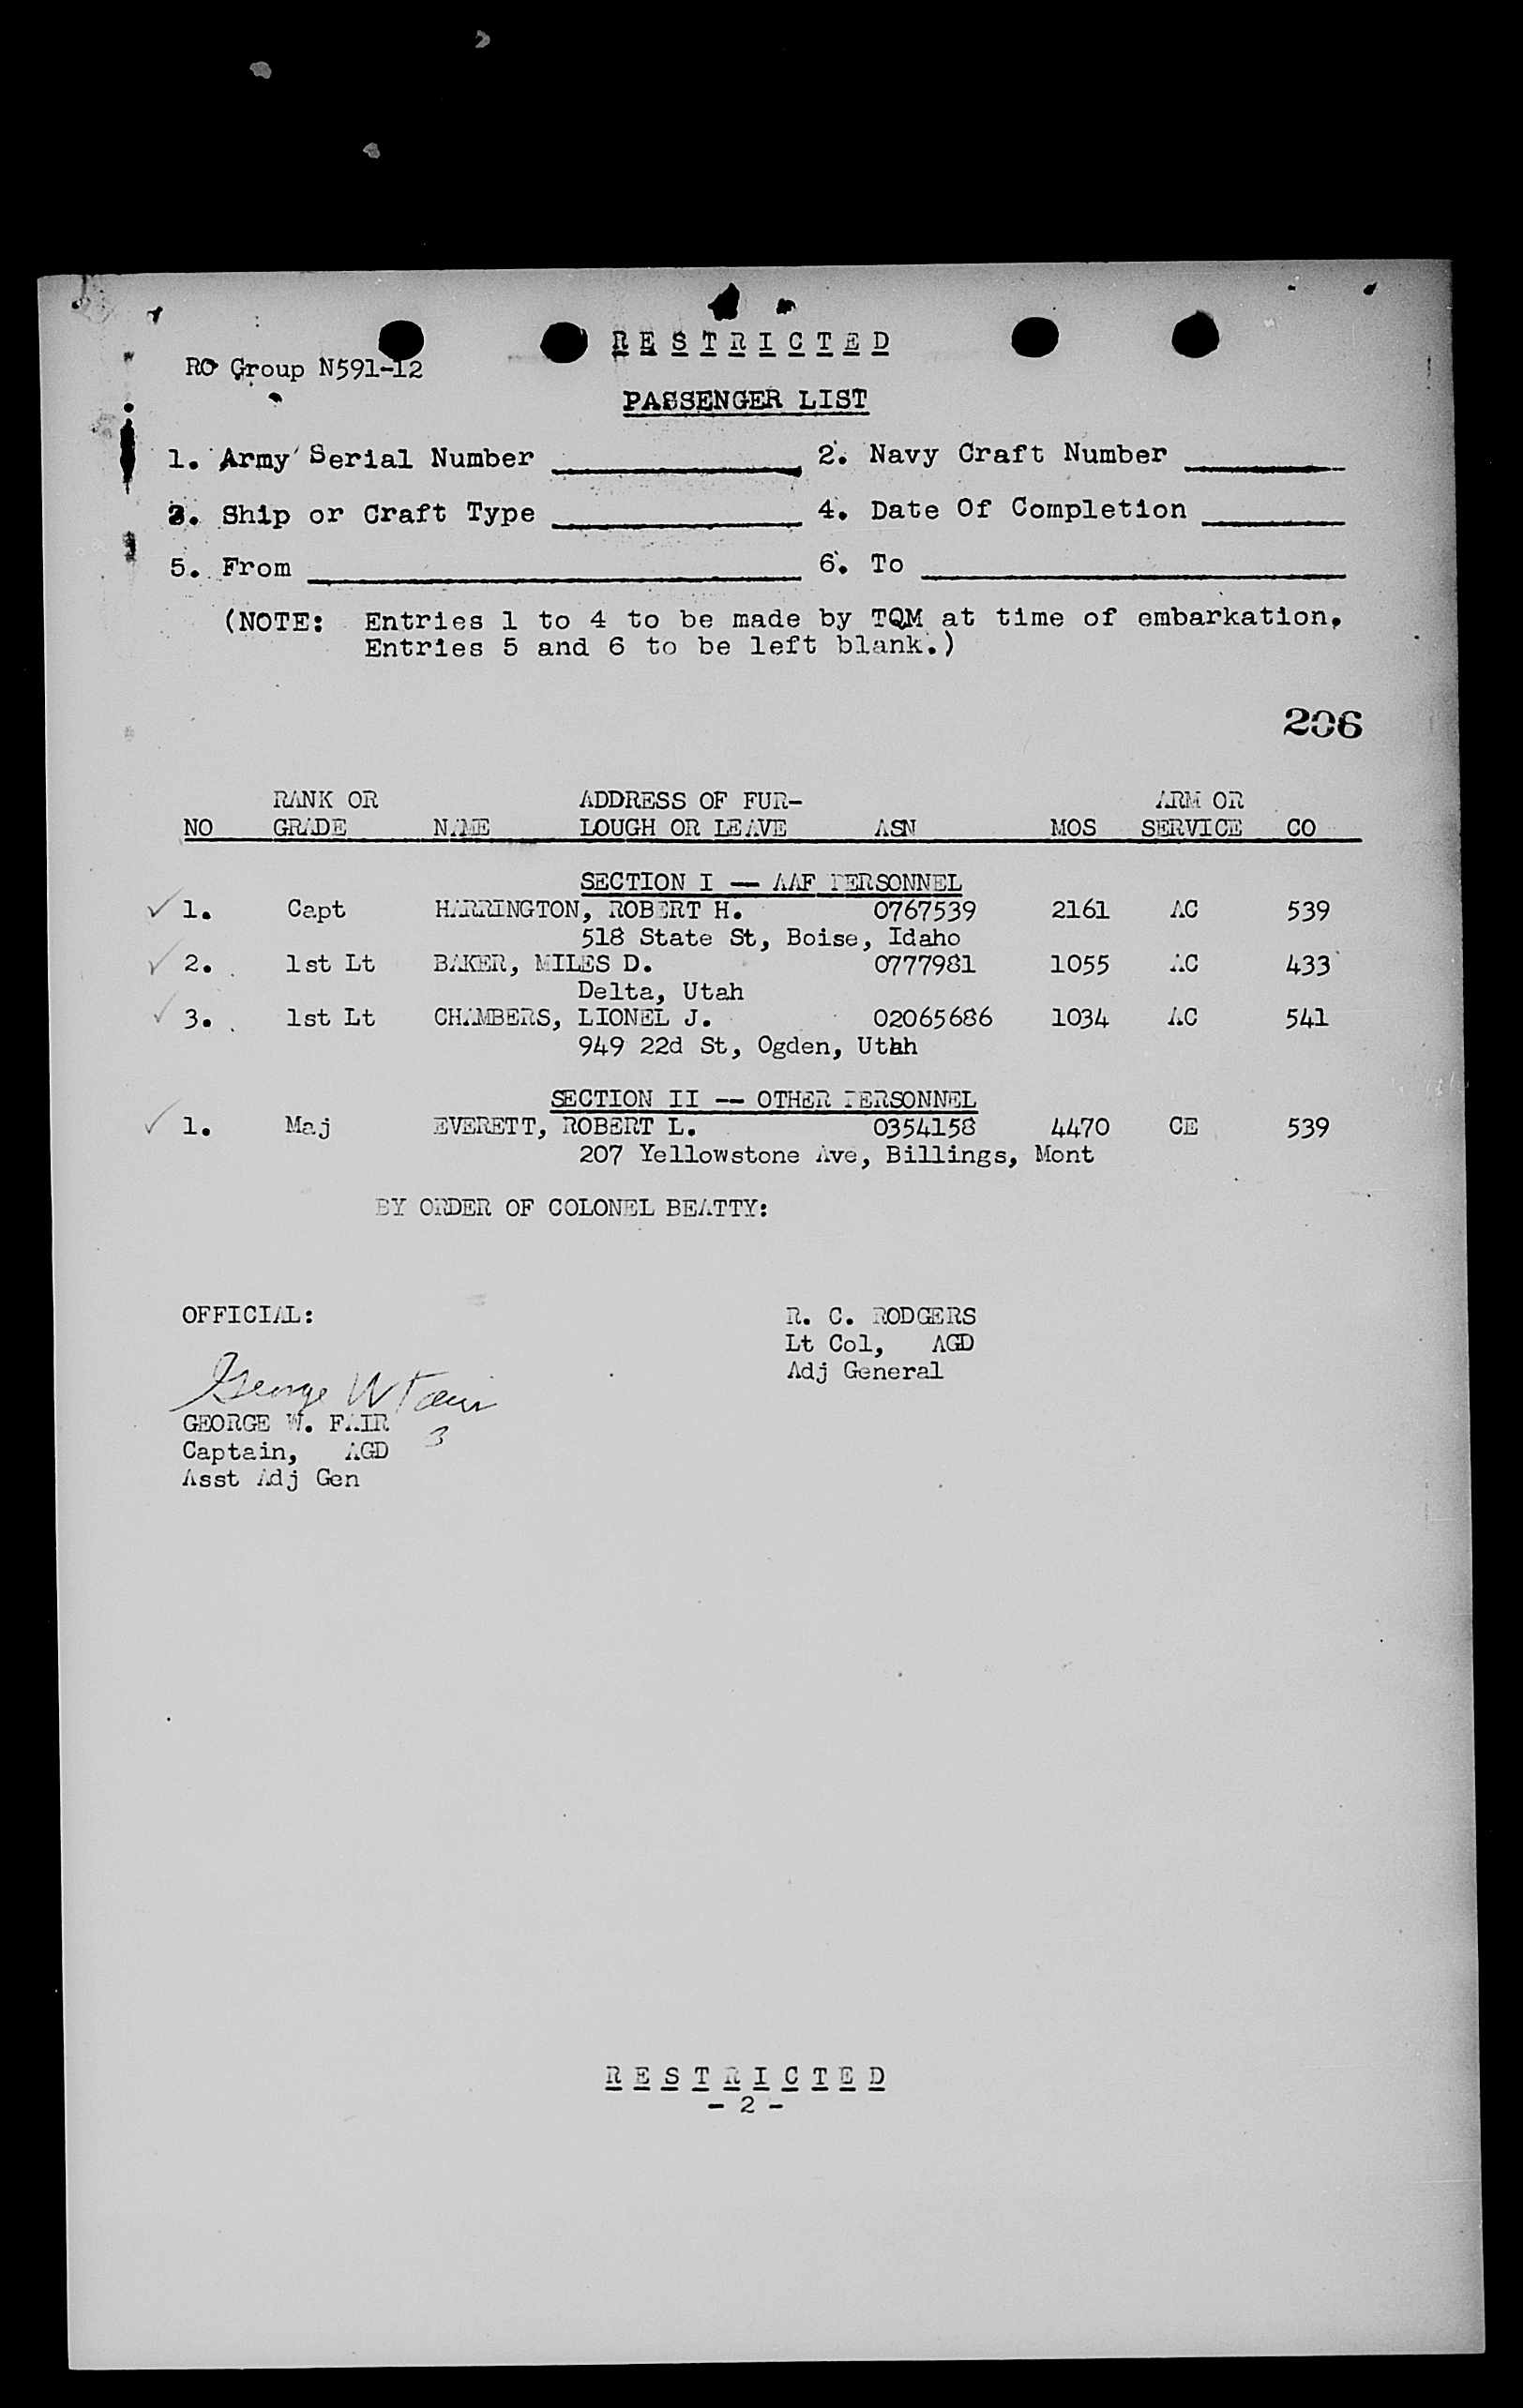 R E S T R I C T E D
RO Group N591-12
PASSENGER LIST
1. Army Serial Number ____________ 2. Navy Craft Number ________
3. Ship or Craft Type ____________ 4. Date Of Completion ________
5. From ________________________ 6. To ____________________
(NOTE: Entries 1 to 4 to be made by TQM at time of embarkation.
Entries 5 and 6 to be left blank.)
206
RANK OR ADDRESS OF FUR- ARM OR
NO GRADE NAME LOUGH OR LEAVE ASN MOS SERVICE CO
SECTION I -- AAF PERSONNEL
✓ 1. Capt HARRINGTON, ROBERT H. 0767539 2161 AC 539
518 State St, Boise, Idaho
✓ 2. 1st Lt BAKER, MILES D. 0777981 1055 AC 433
Delta, Utah
✓ 3. 1st Lt CHAMBERS, LIONEL J. 02065686 1034 AC 541
949 22d St, Ogden, Utah
SECTION II -- OTHER PERSONNEL
✓ 1. Maj EVERETT, ROBERT L. 0354158 4470 CE 539
207 Yellowstone Ave, Billings, Mont
BY ORDER OF COLONEL BEATTY:
OFFICIAL: R. C. RODGERS
Lt Col, AGD
Adj General
George W Fair
GEORGE W. FAIR
3
Captain, AGD
Asst Adj Gen
R E S T R I C T E D
- 2 -